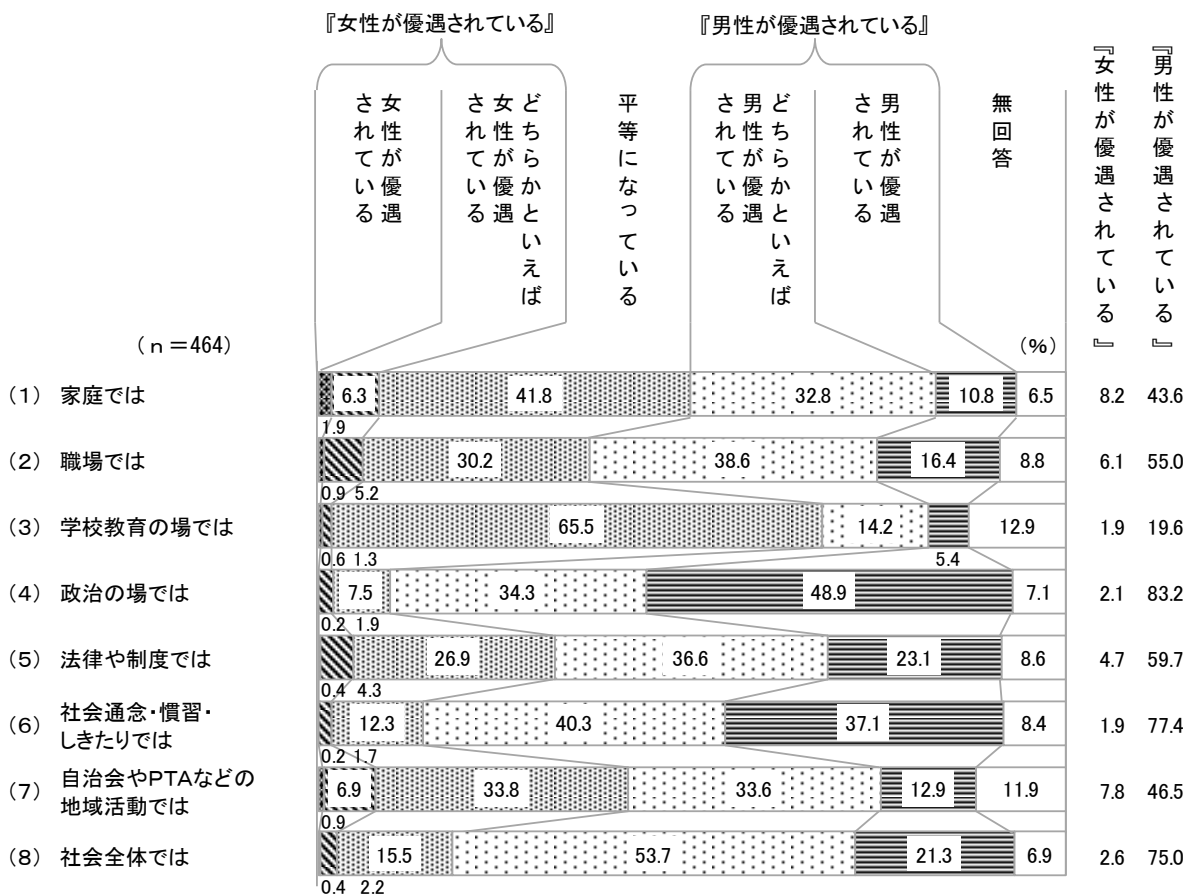 『女性が優遇されている』
『男性が優遇されている』
女性が優遇
されている
どちらかといえば
女性が優遇
されている
平等になっている
どちらかといえば
男性が優遇
されている
男性が優遇
されている
無回答
『女性が優遇されている』
『男性が優遇されている』
(n=464)
(%)
(1) 家庭では
6.3 41.8 32.8 10.8 6.5 8.2 43.6
1.9
(2) 職場では
30.2 38.6 16.4 8.8 6.1 55.0
0.9 5.2
(3) 学校教育の場では
65.5 14.2 12.9 1.9 19.6
0.6 1.3 5.4
(4) 政治の場では
7.5 34.3 48.9 7.1 2.1 83.2
0.2 1.9
(5) 法律や制度では
26.9 36.6 23.1 8.6 4.7 59.7
0.4 4.3
(6) 社会通念・慣習・
しきたりでは
12.3 40.3 37.1 8.4 1.9 77.4
0.2 1.7
(7) 自治会やPTAなどの
地域活動では
6.9 33.8 33.6 12.9 11.9 7.8 46.5
0.9
(8) 社会全体では
15.5 53.7 21.3 6.9 2.6 75.0
0.4 2.2